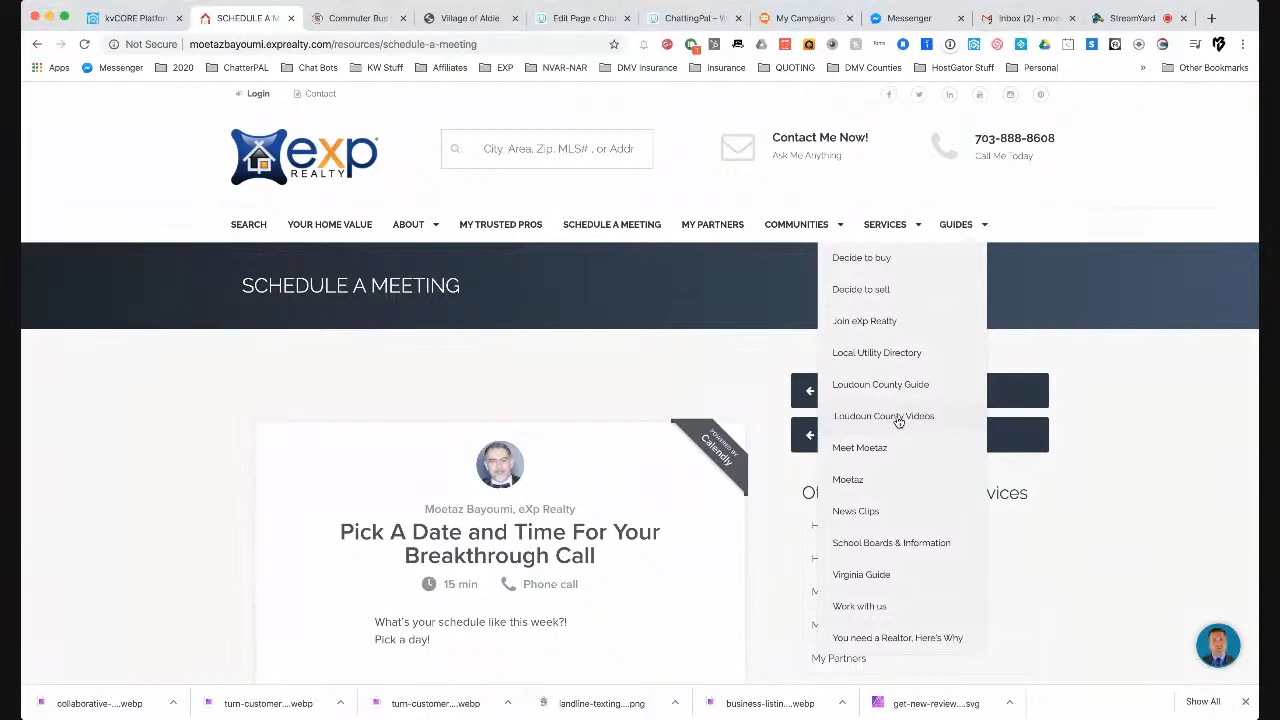 kvCORE Platfor
SCHEDULE A M
Commuter Bus
Village of Aldie
Edit Page ‹ Chat
ChattingPal – W
My Campaigns
Messenger
Inbox (2) - moe
StreamYard
Not Secure | moetazbayoumi.exprealty.com/resources/schedule-a-meeting
Apps
Messenger
2020
ChatterPAL
Chat Bots
KW Stuff
Affiliates
EXP
NVAR-NAR
DMV Insurance
Insurance
QUOTING
DMV Counties
HostGator Stuff
Personal
»
Other Bookmarks
Login
Contact
eXp
REALTY
City, Area, Zip, MLS# , or Addr
Contact Me Now!
Ask Me Anything
703-888-8608
Call Me Today
SEARCH
YOUR HOME VALUE
ABOUT
MY TRUSTED PROS
SCHEDULE A MEETING
MY PARTNERS
COMMUNITIES
SERVICES
GUIDES
SCHEDULE A MEETING
Decide to buy
Decide to sell
Join eXp Realty
Local Utility Directory
Loudoun County Guide
Loudoun County Videos
Meet Moetaz
Moetaz
News Clips
School Boards & Information
Virginia Guide
Work with us
You need a Realtor, Here's Why
POWERED BY
Calendly
Moetaz Bayoumi, eXp Realty
Pick A Date and Time For Your
Breakthrough Call
15 min
Phone call
What's your schedule like this week?!
Pick a day!
My Partners
collaborative-....webp
turn-customer....webp
turn-customer....webp
landline-texting....png
business-listin....webp
get-new-review....svg
Show All